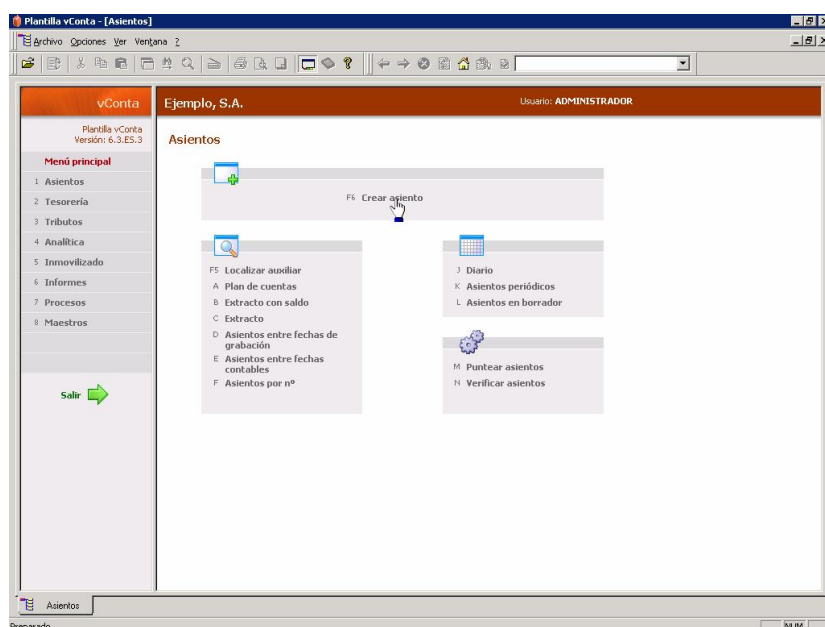 Plantilla vConta - [Asientos]
Archivo Opciones Ver Ventana ?
vConta
Ejemplo, S.A.
Usuario: ADMINISTRADOR
Plantilla vConta
Versión: 6.3.ES.3
Menú principal
1 Asientos
2 Tesorería
3 Tributos
4 Analítica
5 Inmovilizado
6 Informes
7 Procesos
8 Maestros
Salir
Asientos
F6 Crear asiento
F5 Localizar auxiliar
A Plan de cuentas
B Extracto con saldo
C Extracto
D Asientos entre fechas de
grabación
E Asientos entre fechas
contables
F Asientos por nº
J Diario
K Asientos periódicos
L Asientos en borrador
M Puntear asientos
N Verificar asientos
Asientos
Preparado
NUM